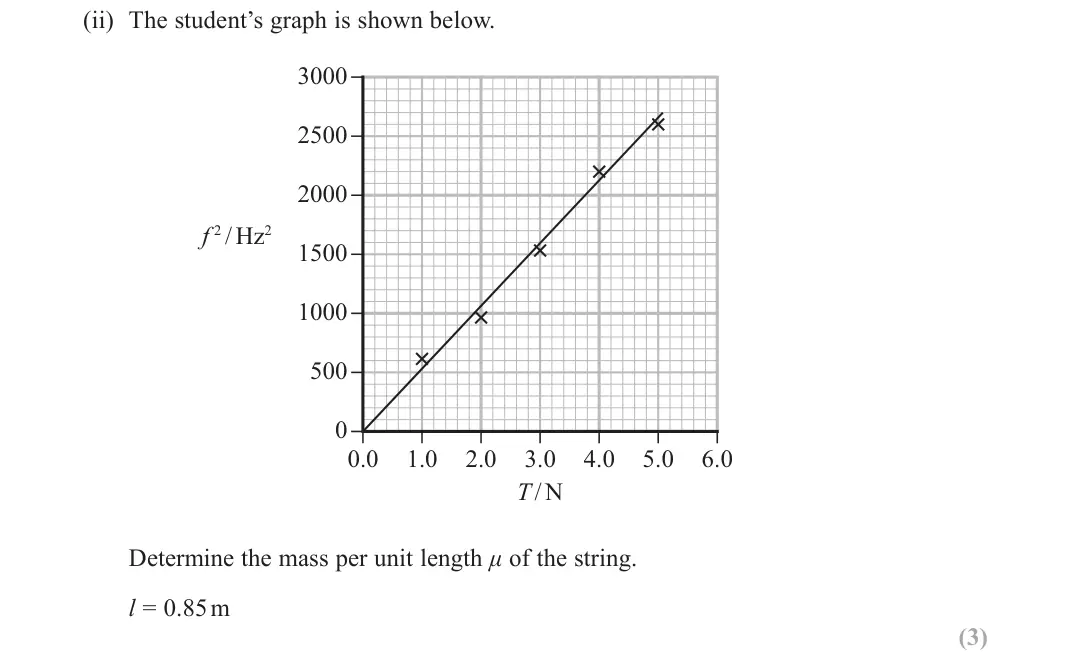 (ii) The student’s graph is shown below.
3000
2500
2000
f²/Hz²
1500
1000
500
0
0.0 1.0 2.0 3.0 4.0 5.0 6.0
T/N
Determine the mass per unit length μ of the string.
l = 0.85 m
(3)